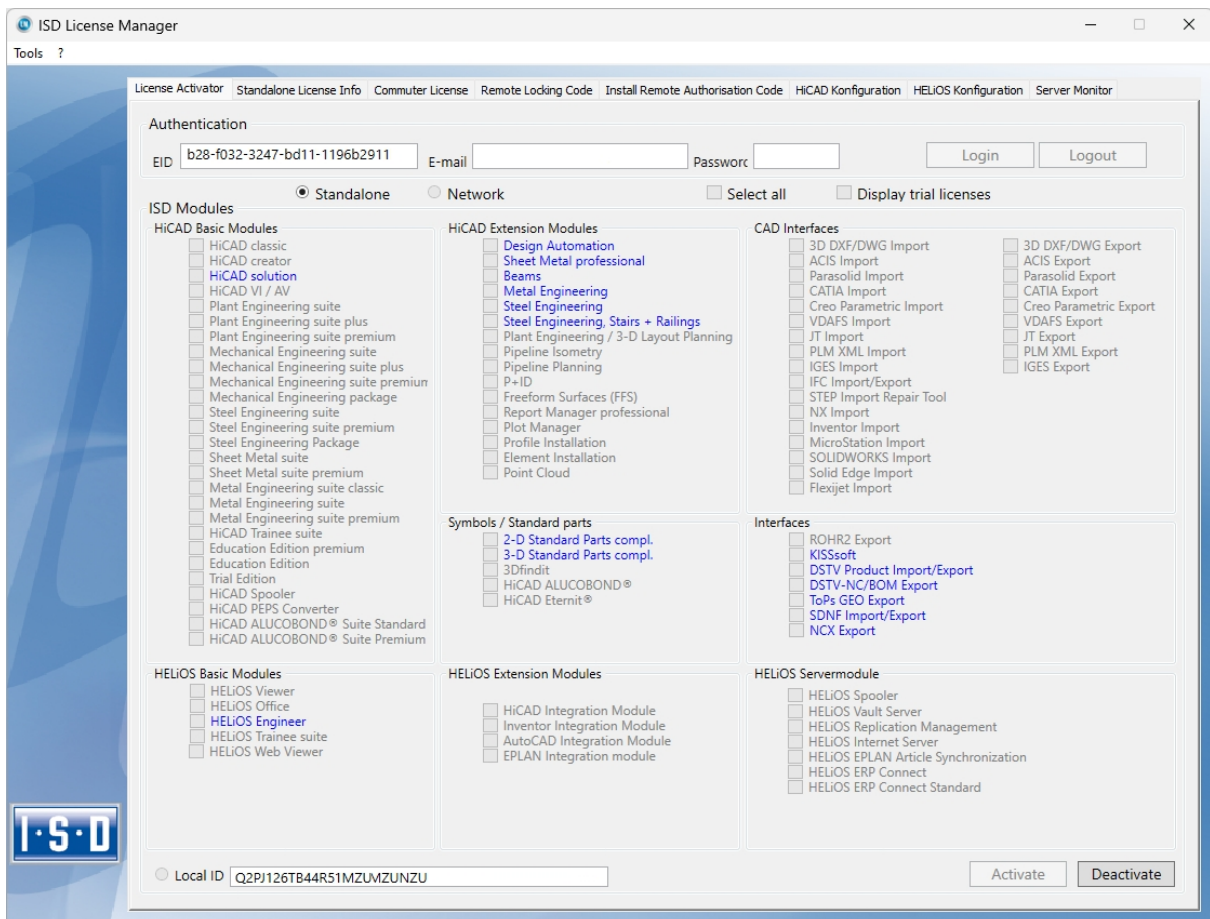 ISD License Manager
Tools ?
License Activator Standalone License Info Commuter License Remote Locking Code Install Remote Authorisation Code HiCAD Konfiguration HELiOS Konfiguration Server Monitor
Authentication
EID b28-f032-3247-bd11-1196b2911 E-mail Passworc Login Logout
Standalone Network Select all Display trial licenses
ISD Modules
HiCAD Basic Modules
HiCAD classic
HiCAD creator
HiCAD solution
HiCAD VI / AV
Plant Engineering suite
Plant Engineering suite plus
Plant Engineering suite premium
Mechanical Engineering suite
Mechanical Engineering suite plus
Mechanical Engineering suite premium
Mechanical Engineering package
Steel Engineering suite
Steel Engineering suite premium
Steel Engineering Package
Sheet Metal suite
Sheet Metal suite premium
Metal Engineering suite classic
Metal Engineering suite
Metal Engineering suite premium
HiCAD Trainee suite
Education Edition premium
Education Edition
Trial Edition
HiCAD Spooler
HiCAD PEPS Converter
HiCAD ALUCOBOND® Suite Standard
HiCAD ALUCOBOND® Suite Premium
HiCAD Extension Modules
Design Automation
Sheet Metal professional
Beams
Metal Engineering
Steel Engineering
Steel Engineering, Stairs + Railings
Plant Engineering / 3-D Layout Planning
Pipeline Isometry
Pipeline Planning
P+ID
Freeform Surfaces (FFS)
Report Manager professional
Plot Manager
Profile Installation
Element Installation
Point Cloud
CAD Interfaces
3D DXF/DWG Import
ACIS Import
Parasolid Import
CATIA Import
Creo Parametric Import
VDAFS Import
JT Import
PLM XML Import
IGES Import
IFC Import/Export
STEP Import Repair Tool
NX Import
Inventor Import
MicroStation Import
SOLIDWORKS Import
Solid Edge Import
Flexijet Import
3D DXF/DWG Export
ACIS Export
Parasolid Export
CATIA Export
Creo Parametric Export
VDAFS Export
JT Export
PLM XML Export
IGES Export
Symbols / Standard parts
2-D Standard Parts compl.
3-D Standard Parts compl.
3Dfindit
HiCAD ALUCOBOND®
HiCAD Eternit®
Interfaces
ROHR2 Export
KISSsoft
DSTV Product Import/Export
DSTV-NC/BOM Export
ToPs GEO Export
SDNF Import/Export
NCX Export
HELiOS Basic Modules
HELiOS Viewer
HELiOS Office
HELiOS Engineer
HELiOS Trainee suite
HELiOS Web Viewer
HELiOS Extension Modules
HiCAD Integration Module
Inventor Integration Module
AutoCAD Integration Module
EPLAN Integration module
HELiOS Servermodule
HELiOS Spooler
HELiOS Vault Server
HELiOS Replication Management
HELiOS Internet Server
HELiOS EPLAN Article Synchronization
HELiOS ERP Connect
HELiOS ERP Connect Standard
I·S·D
Local ID Q2PJ126TB44R51MZUMZUNZU Activate Deactivate